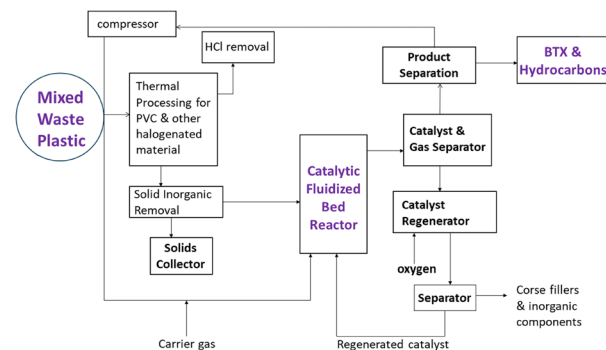 compressor
HCl removal
Mixed
Waste
Plastic
Thermal
Processing for
PVC & other
halogenated
material
Solid Inorganic
Removal
Solids
Collector
Carrier gas
Catalytic
Fluidized
Bed
Reactor
Product
Separation
BTX &
Hydrocarbons
Catalyst &
Gas Separator
Catalyst
Regenerator
oxygen
Separator
Corse fillers
& inorganic
components
Regenerated catalyst